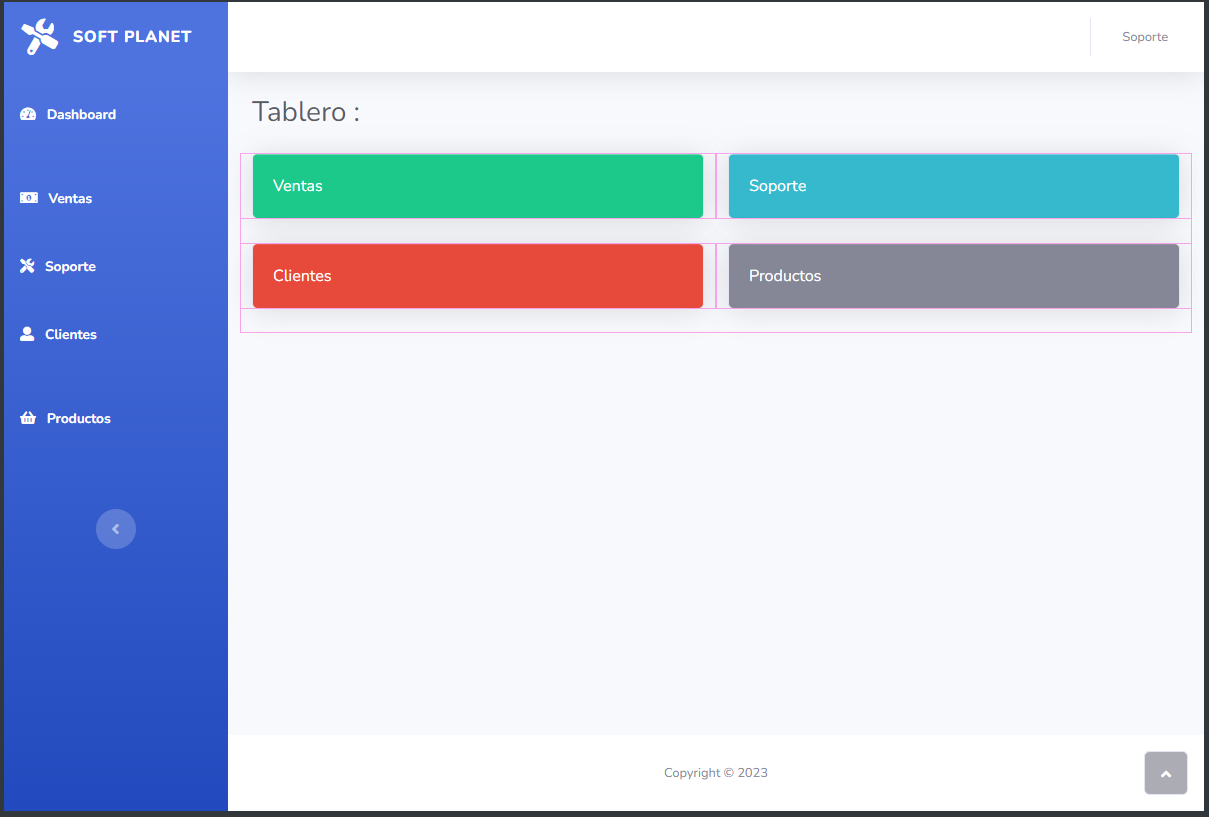 SOFT PLANET
Dashboard
Ventas
Soporte
Clientes
Productos
Soporte
Tablero :
Ventas
Soporte
Clientes
Productos
Copyright © 2023